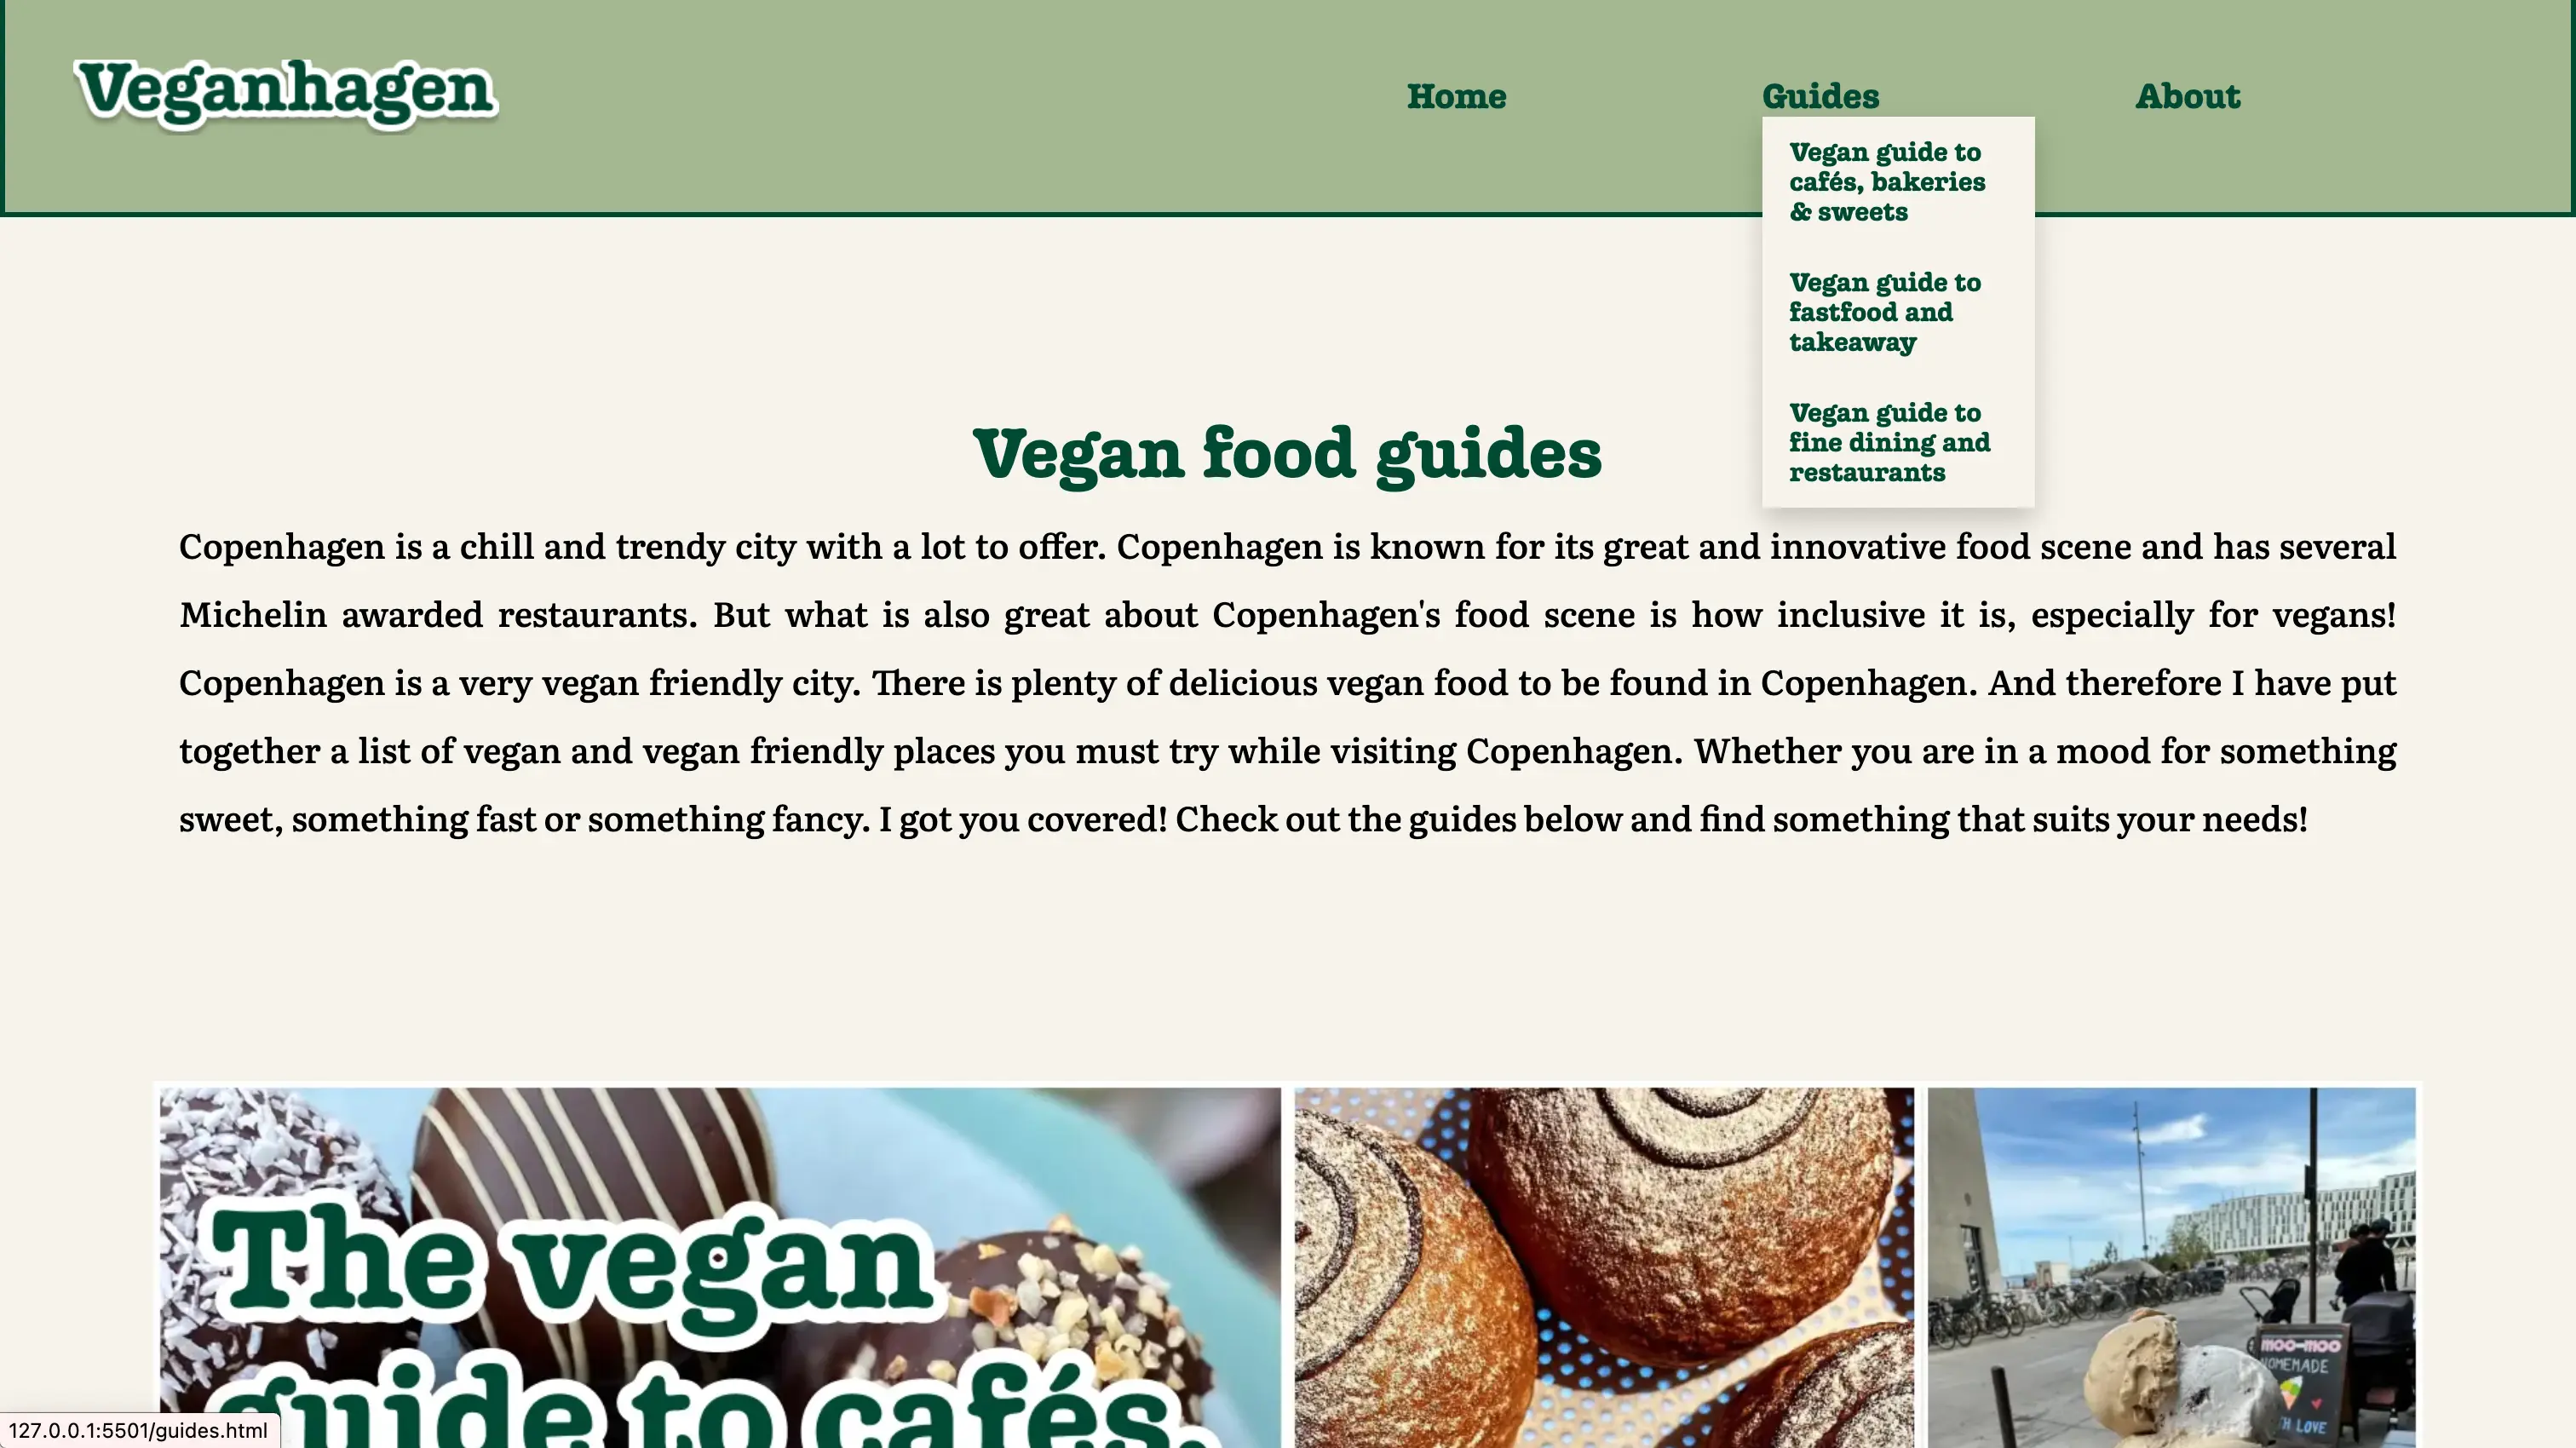 Veganhagen
Home
Guides
About
Vegan guide to
cafés, bakeries
& sweets
Vegan guide to
fastfood and
takeaway
Vegan guide to
fine dining and
restaurants
Vegan food guides
Copenhagen is a chill and trendy city with a lot to offer. Copenhagen is known for its great and innovative food scene and has several
Michelin awarded restaurants. But what is also great about Copenhagen's food scene is how inclusive it is, especially for vegans!
Copenhagen is a very vegan friendly city. There is plenty of delicious vegan food to be found in Copenhagen. And therefore I have put
together a list of vegan and vegan friendly places you must try while visiting Copenhagen. Whether you are in a mood for something
sweet, something fast or something fancy. I got you covered! Check out the guides below and find something that suits your needs!
The vegan
guide to cafés,
moo-moo
HOMEMADE
LOVE
127.0.0.1:5501/guides.html